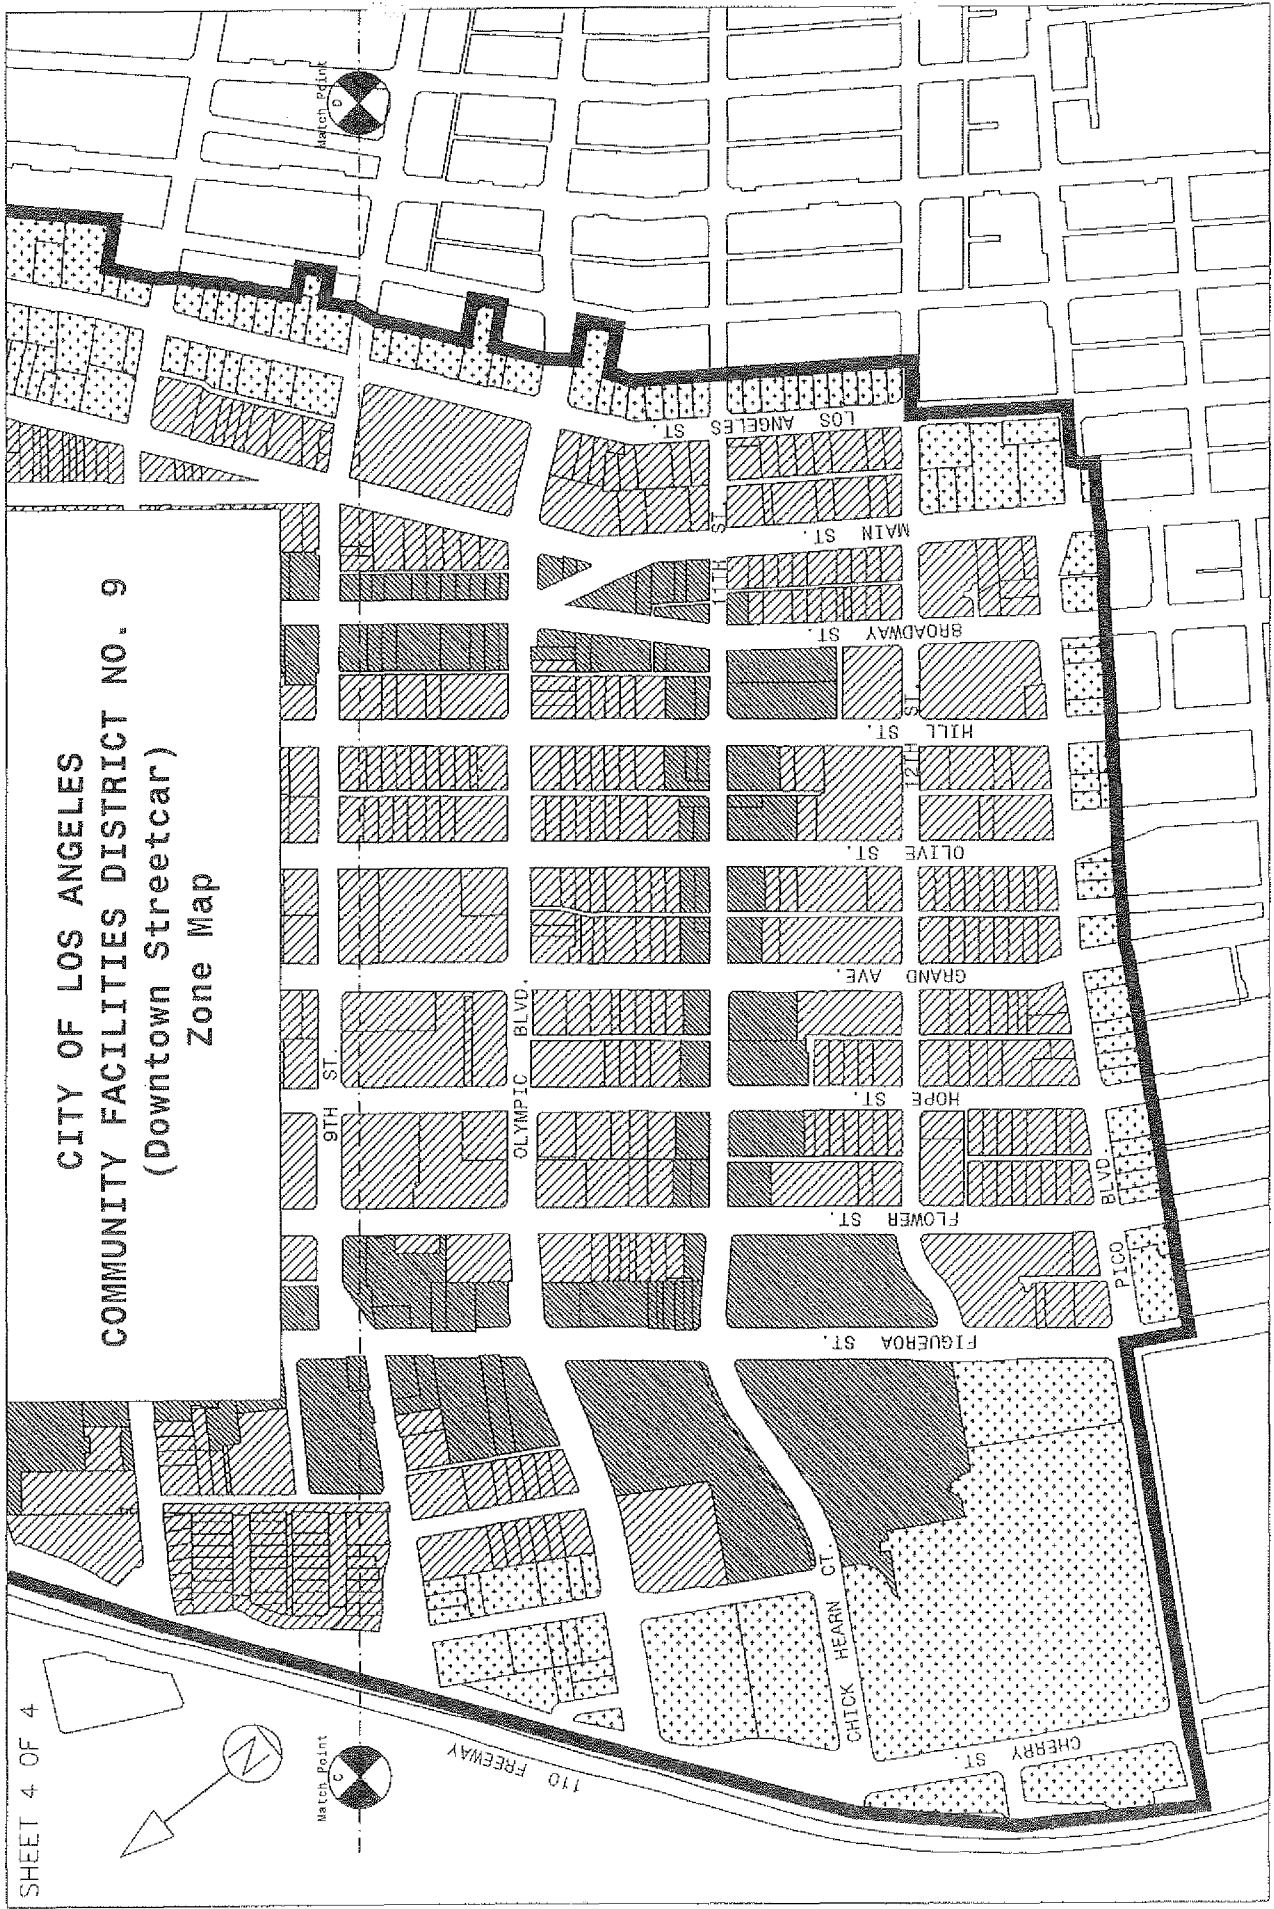 SHEET 4 OF 4
CITY OF LOS ANGELES
COMMUNITY FACILITIES DISTRICT NO. 9
(Downtown Streetcar)
Zone Map
N
Match Point
C
Match Point
D
110 FREEWAY
9TH ST.
OLYMPIC BLVD.
11TH ST.
12TH ST.
CHICK HEARN CT
PICO BLVD.
CHERRY ST.
FIGUEROA ST.
FLOWER ST.
HOPE ST.
GRAND AVE.
OLIVE ST.
HILL ST.
BROADWAY ST.
MAIN ST.
LOS ANGELES ST.